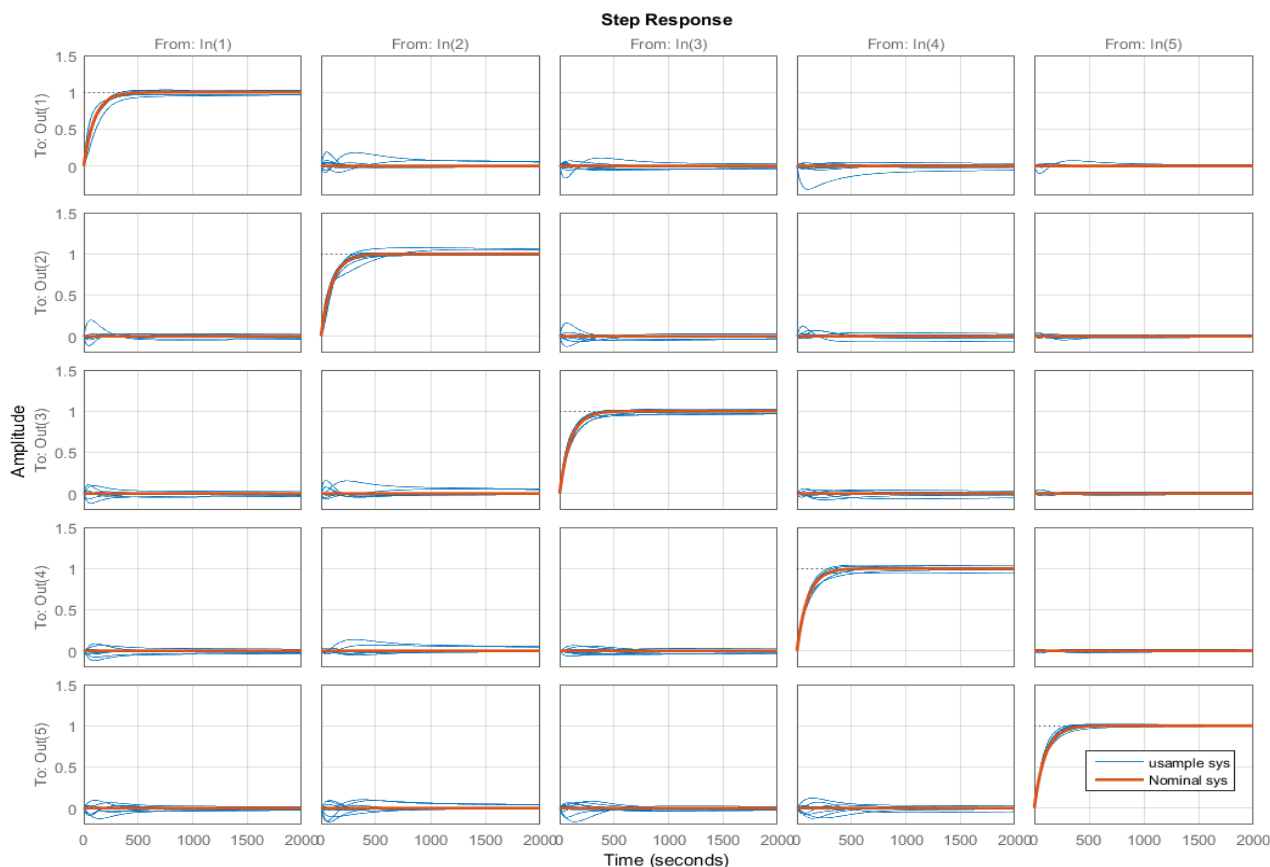 Step Response
From: In(1) From: In(2) From: In(3) From: In(4) From: In(5)
To: Out(1)
1.5
1
0.5
0
To: Out(2)
1.5
1
0.5
0
Amplitude
To: Out(3)
1.5
1
0.5
0
To: Out(4)
1.5
1
0.5
0
To: Out(5)
1.5
1
0.5
0
usample sys
Nominal sys
0 500 1000 1500 2000 500 1000 1500 2000 500 1000 1500 2000 500 1000 1500 2000 500 1000 1500 2000
Time (seconds)